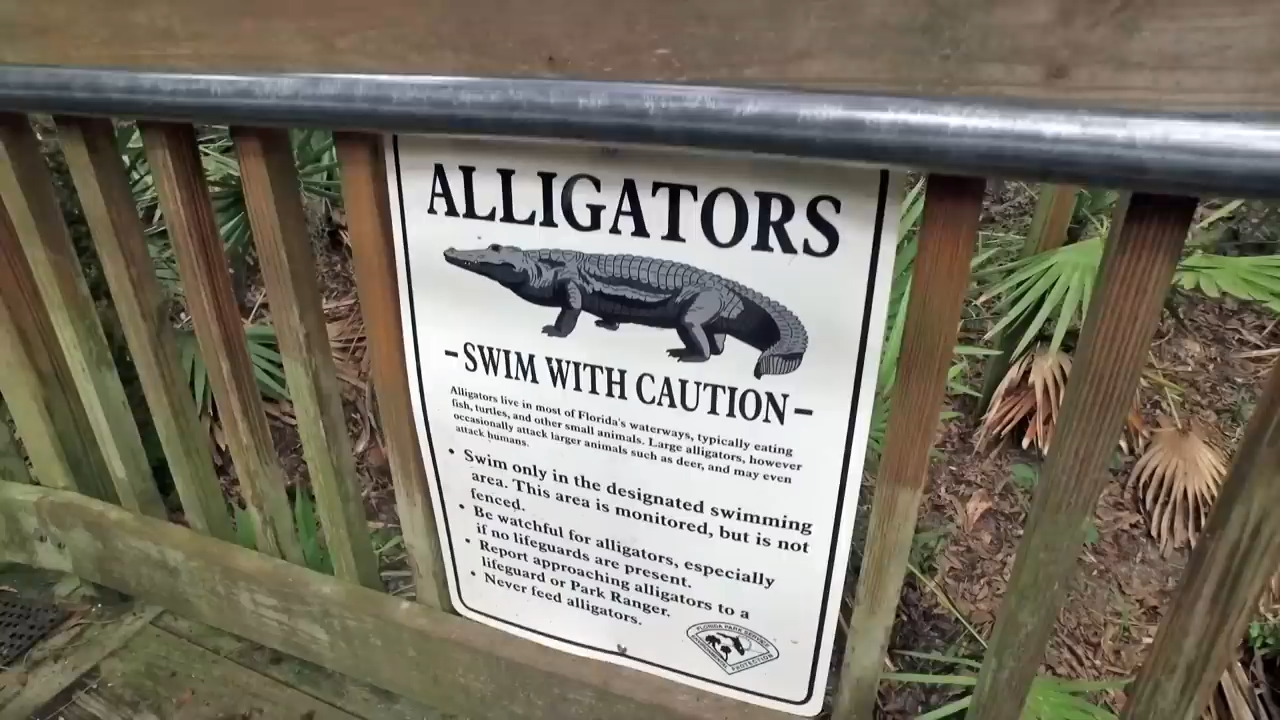 ALLIGATORS
-SWIM WITH CAUTION-
Alligators live in most of Florida's waterways, typically eating
fish, turtles, and other small animals. Large alligators, however
occasionally attack larger animals such as deer, and may even
attack humans.
• Swim only in the designated swimming
area. This area is monitored, but is not
fenced.
• Be watchful for alligators, especially
if no lifeguards are present.
• Report approaching alligators to a
lifeguard or Park Ranger.
• Never feed alligators.
FLORIDA PARK SERVICE
ENVIRONMENTAL PROTECTION